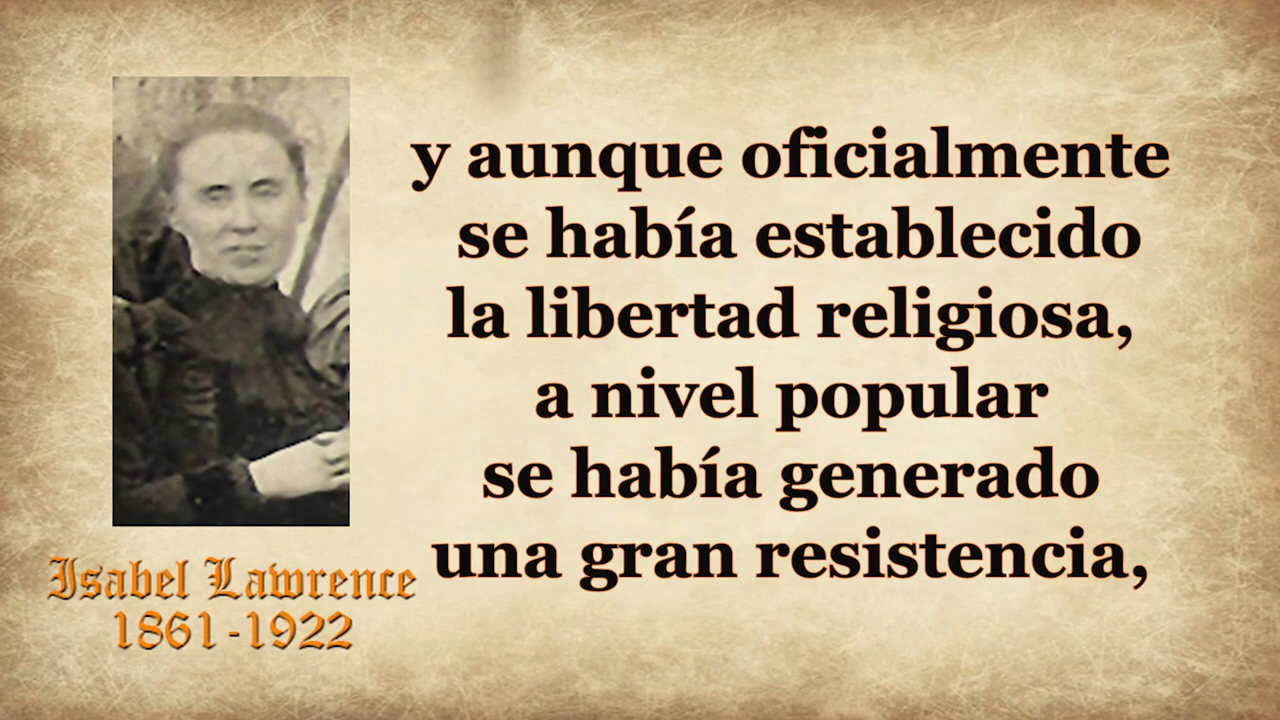 y aunque oficialmente
se había establecido
la libertad religiosa,
a nivel popular
se había generado
una gran resistencia,
Isabel Lawrence
1861-1922